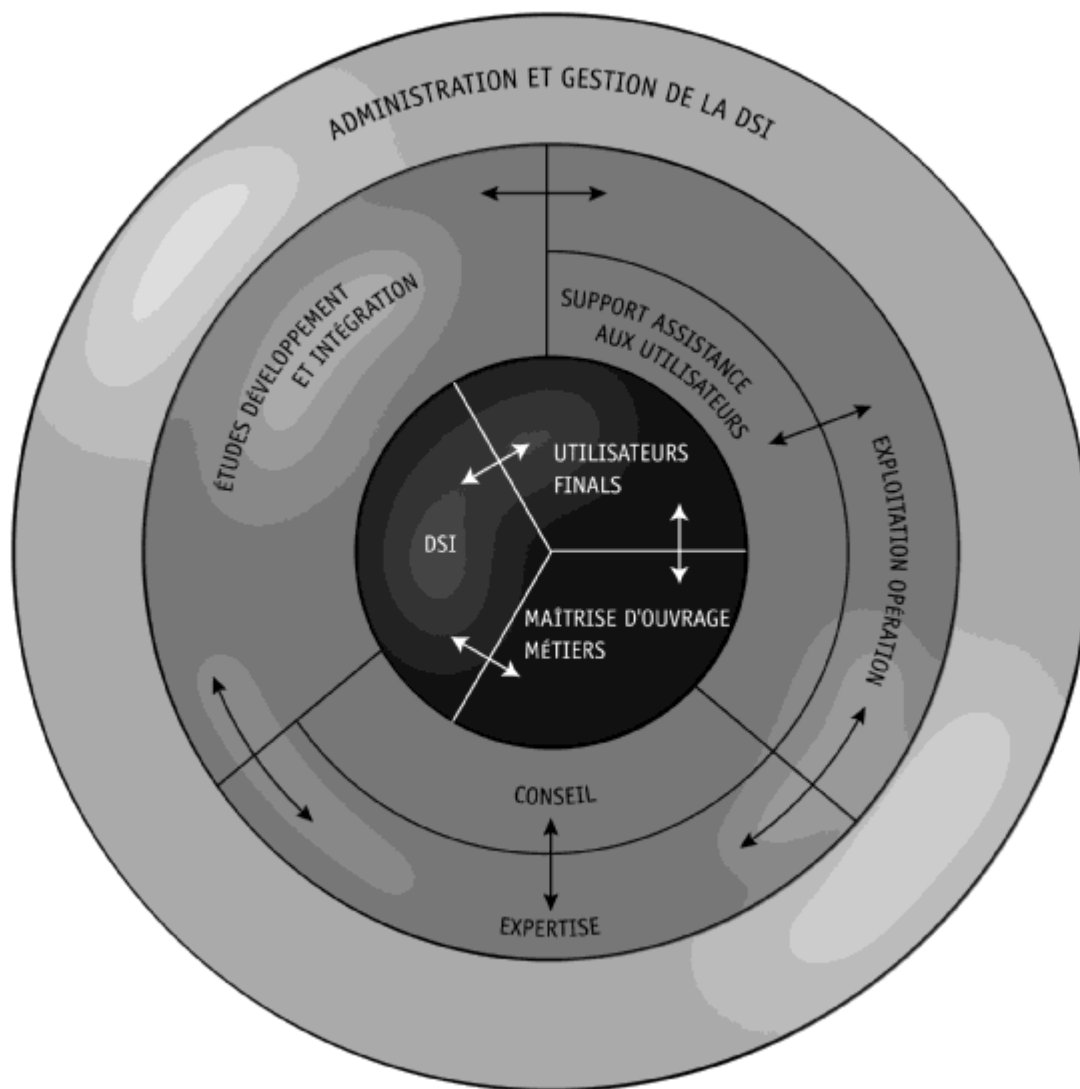 ADMINISTRATION ET GESTION DE LA DSI
ÉTUDES DÉVELOPPEMENT
ET INTÉGRATION
SUPPORT ASSISTANCE
AUX UTILISATEURS
EXPLOITATION OPÉRATION
UTILISATEURS
FINALS
DSI
MAÎTRISE D'OUVRAGE
MÉTIERS
CONSEIL
EXPERTISE